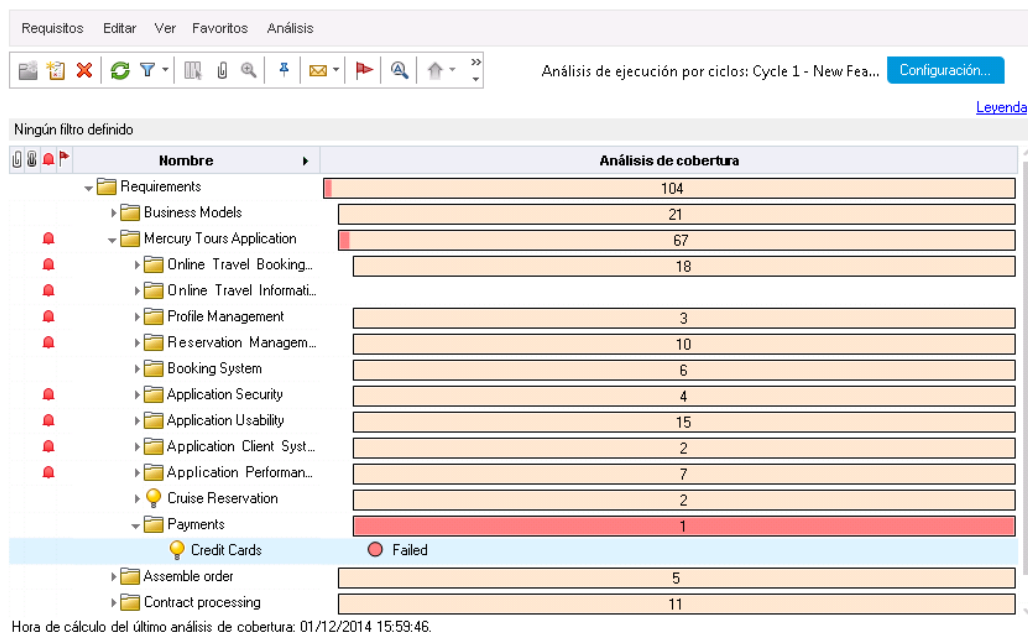 Requisitos Editar Ver Favoritos Análisis
Análisis de ejecución por ciclos: Cycle 1 - New Fea... Configuración...
Leyenda
Ningún filtro definido
Nombre Análisis de cobertura
Requirements 104
Business Models 21
Mercury Tours Application 67
Online Travel Booking... 18
Online Travel Informati...
Profile Management 3
Reservation Managem... 10
Booking System 6
Application Security 4
Application Usability 15
Application Client Syst... 2
Application Performan... 7
Cruise Reservation 2
Payments 1
Credit Cards Failed
Assemble order 5
Contract processing 11
Hora de cálculo del último análisis de cobertura: 01/12/2014 15:59:46.